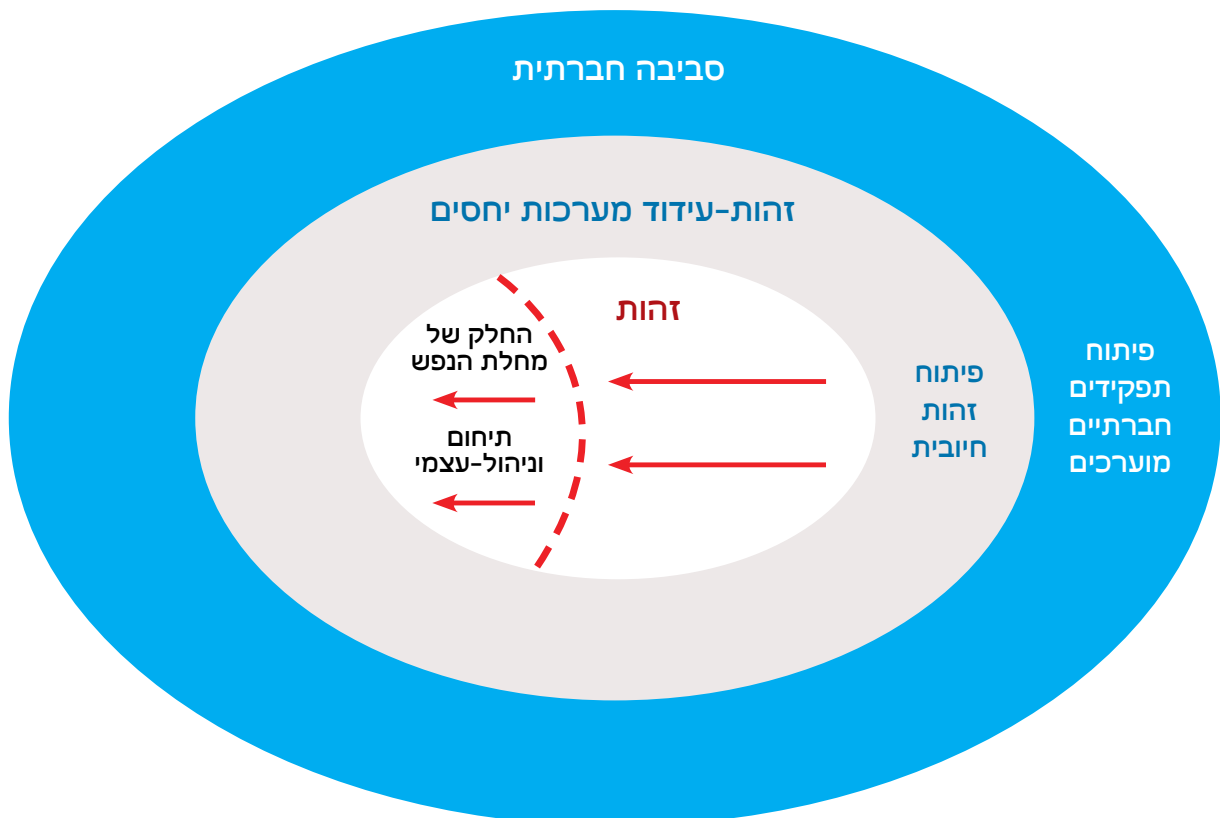 סביבה חברתית
זהות-עידוד מערכות יחסים
זהות
החלק של
מחלת הנפש
תיחום
וניהול-עצמי
פיתוח
זהות
חיובית
פיתוח
תפקידים
חברתיים
מוערכים